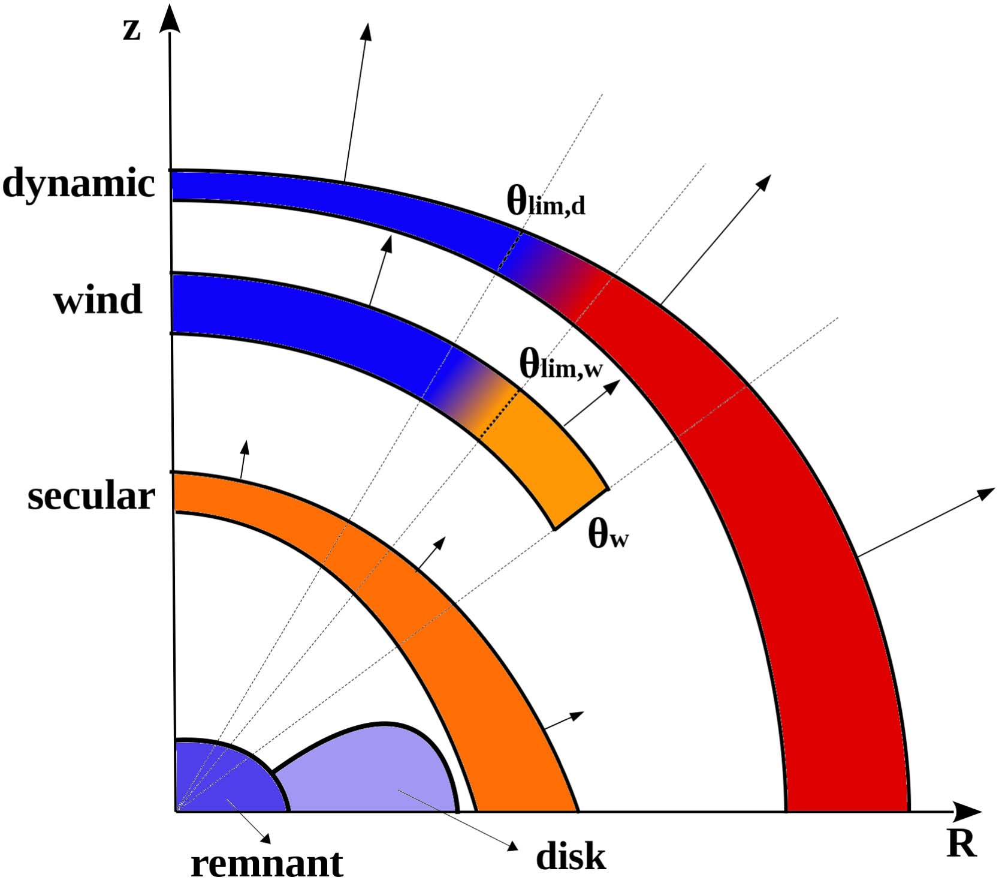 z
dynamic
θlim,d
wind
θlim,w
secular
θw
R
remnant
disk